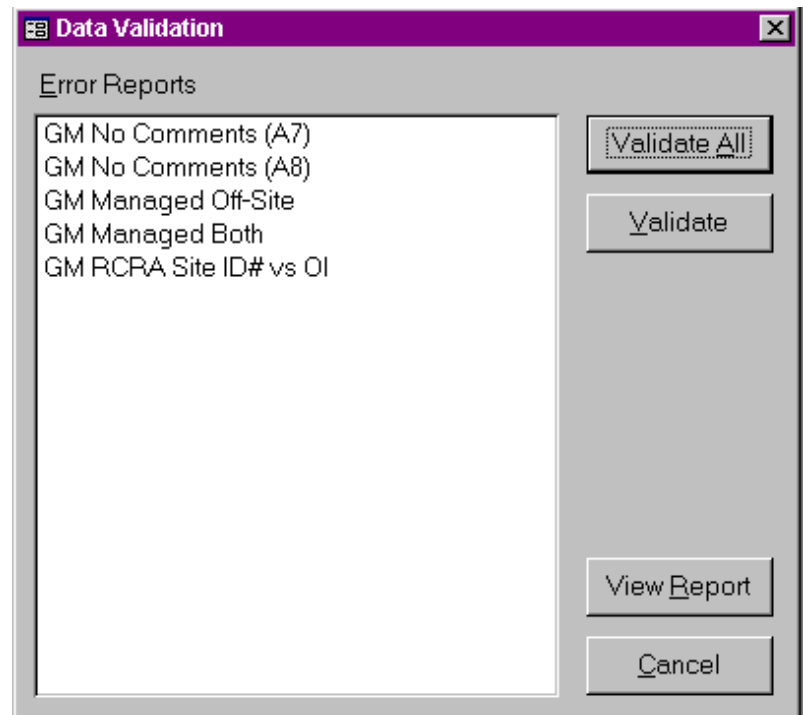 Data Validation
Error Reports
GM No Comments (A7)
GM No Comments (A8)
GM Managed Off-Site
GM Managed Both
GM RCRA Site ID# vs OI
Validate All
Validate
View Report
Cancel